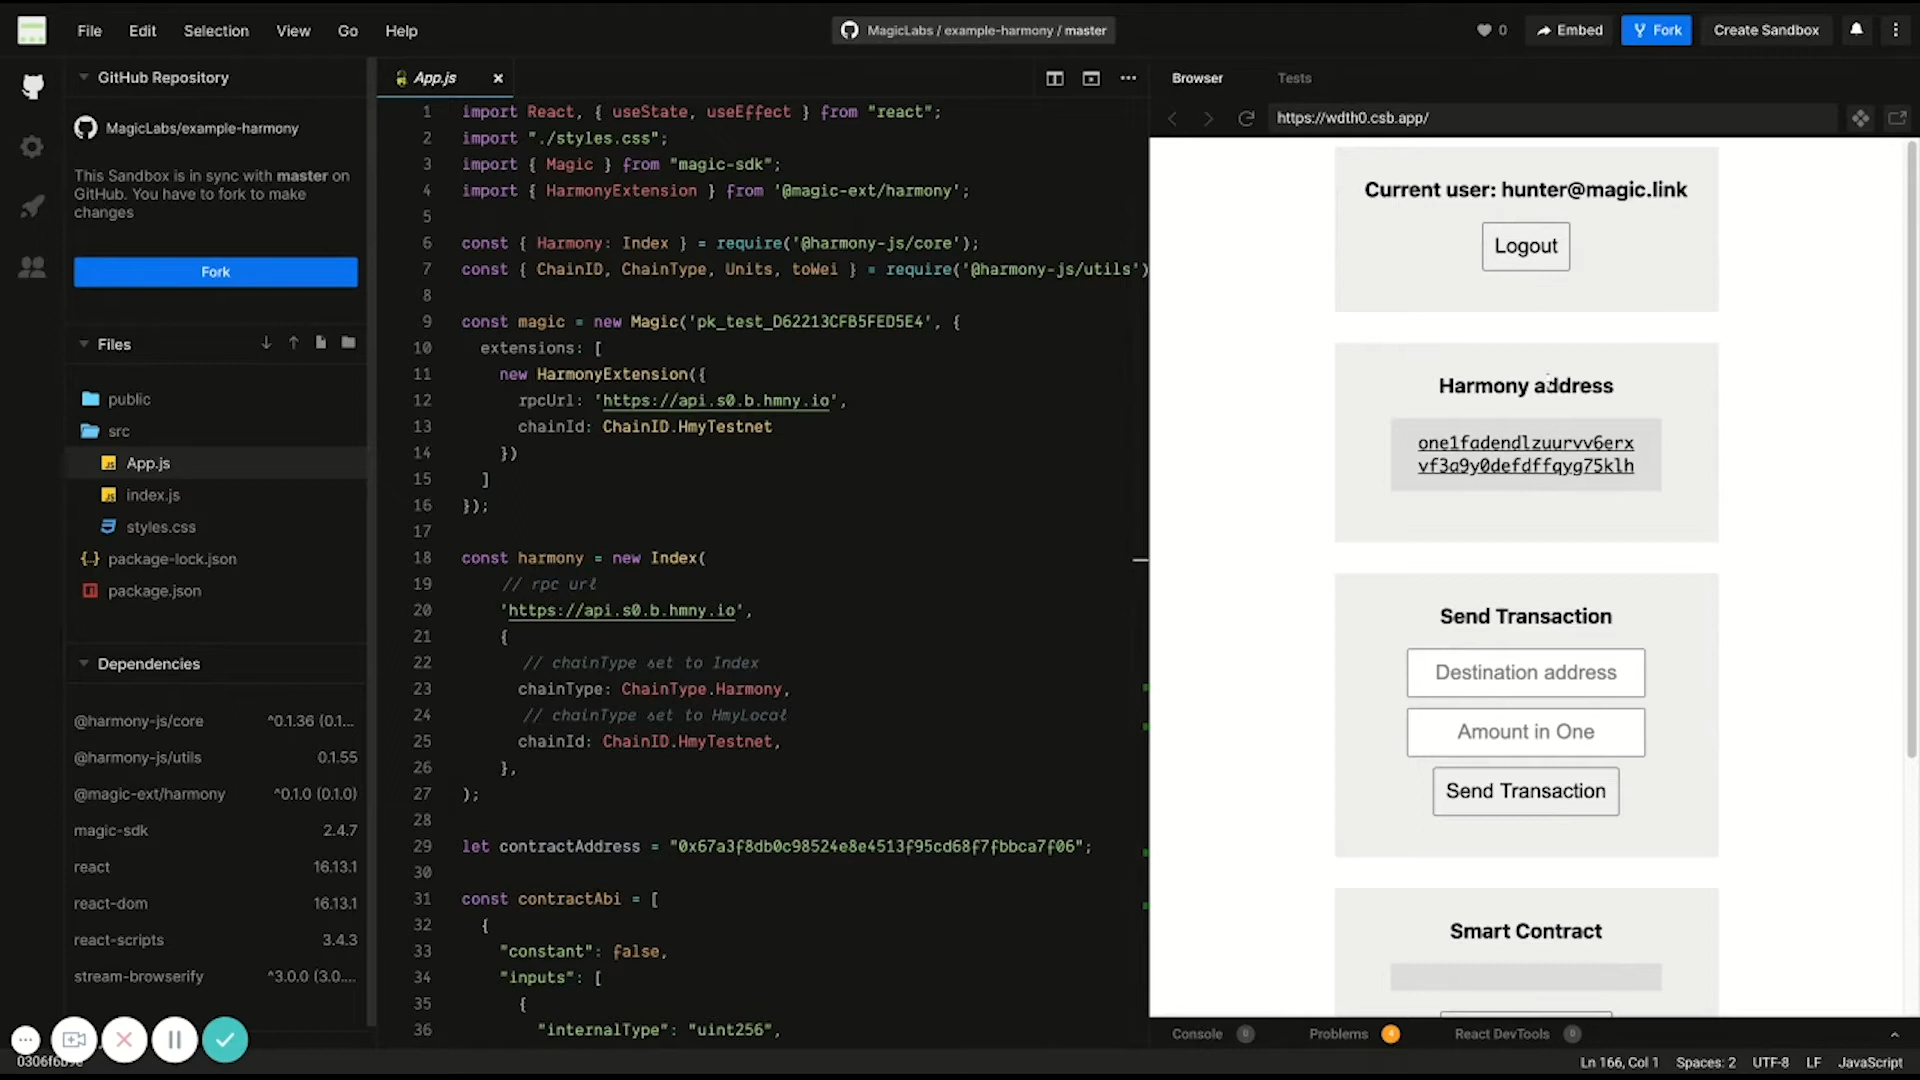 File Edit Selection View Go Help
MagicLabs / example-harmony / master
0 Embed Fork Create Sandbox
GitHub Repository
MagicLabs/example-harmony
This Sandbox is in sync with master on
GitHub. You have to fork to make
changes
Fork
Files
public
src
App.js
index.js
styles.css
package-lock.json
package.json
Dependencies
@harmony-js/core ^0.1.36 (0.1...
@harmony-js/utils 0.1.55
@magic-ext/harmony ^0.1.0 (0.1.0)
magic-sdk 2.4.7
react 16.13.1
react-dom 16.13.1
react-scripts 3.4.3
stream-browserify ^3.0.0 (3.0....
App.js
1 import React, { useState, useEffect } from "react";
2 import "./styles.css";
3 import { Magic } from "magic-sdk";
4 import { HarmonyExtension } from '@magic-ext/harmony';
5
6 const { Harmony: Index } = require('@harmony-js/core');
7 const { ChainID, ChainType, Units, toWei } = require('@harmony-js/utils')
8
9 const magic = new Magic('pk_test_D62213CFB5FED5E4', {
10 extensions: [
11 new HarmonyExtension({
12 rpcUrl: 'https://api.s0.b.hmny.io',
13 chainId: ChainID.HmyTestnet
14 })
15 ]
16 });
17
18 const harmony = new Index(
19 // rpc url
20 'https://api.s0.b.hmny.io',
21 {
22 // chainType set to Index
23 chainType: ChainType.Harmony,
24 // chainType set to HmyLocal
25 chainId: ChainID.HmyTestnet,
26 },
27 );
28
29 let contractAddress = "0x67a3f8db0c98524e8e4513f95cd68f7fbbca7f06";
30
31 const contractAbi = [
32 {
33 "constant": false,
34 "inputs": [
35 {
36 "internalType": "uint256",
Browser Tests
https://wdth0.csb.app/
Current user: hunter@magic.link
Logout
Harmony address
one1fadendlzuurvv6erx
vf3a9y0defdffqyg75klh
Send Transaction
Destination address
Amount in One
Send Transaction
Smart Contract
Console 0 Problems 4 React DevTools 0
Ln 166, Col 1 Spaces: 2 UTF-8 LF JavaScript